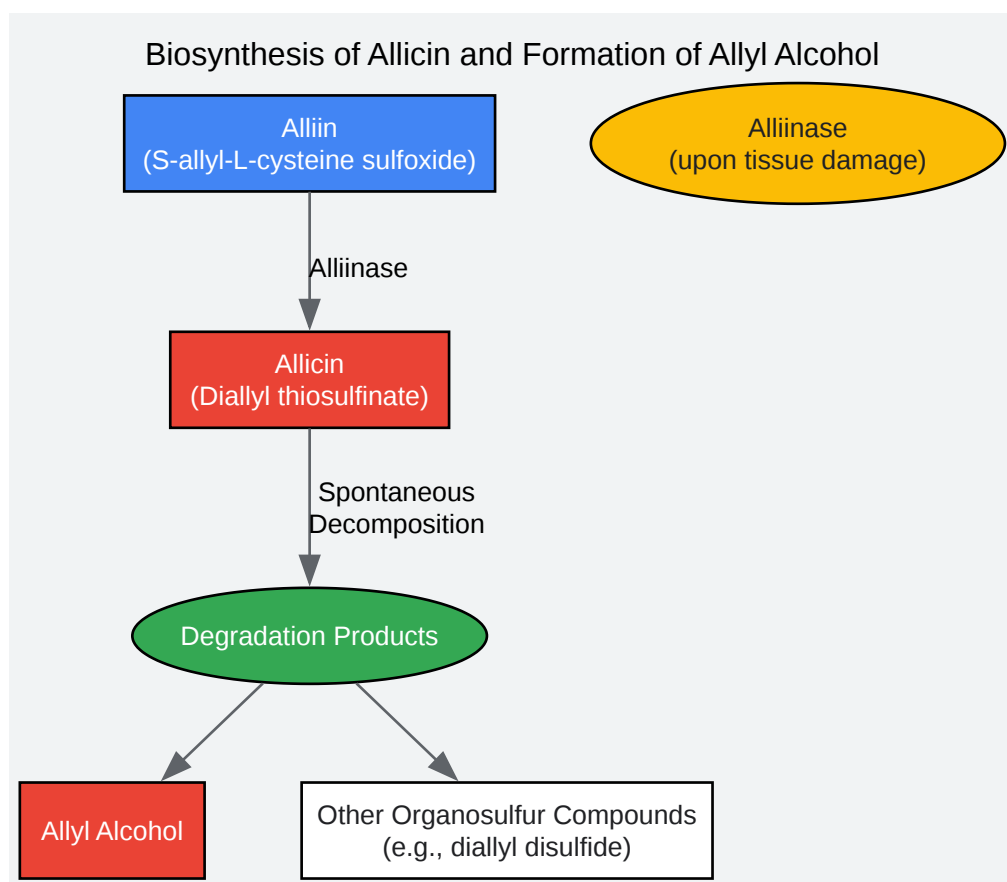 Biosynthesis of Allicin and Formation of Allyl Alcohol
Alliin
(S-allyl-L-cysteine sulfoxide)
Alliinase
(upon tissue damage)
Alliinase
Allicin
(Diallyl thiosulfinate)
Spontaneous
Decomposition
Degradation Products
Allyl Alcohol
Other Organosulfur Compounds
(e.g., diallyl disulfide)